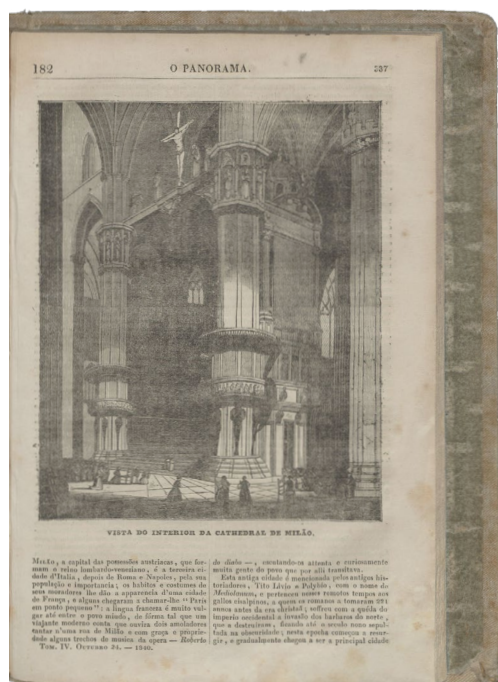 182
O PANORAMA.
337
VISTA DO INTERIOR DA CATHEDRAL DE MILÃO.
MILÃO, a capital das possessões austriacas, que for-
mam o reino lombardo-veneziano, é a terceira ci-
dade d'Italia, depois de Roma e Napoles, pela sua
população e importancia; os habitos e costumes de
seus moradores lhe dão a apparencia d'uma cidade
de França, e alguns chegaram a chamar-lhe "Paris
em ponto pequeno": a lingua franceza é muito vul-
gar até entre o povo miudo, de fórma tal que um
viajante moderno conta que ouvíra dois amoladores
cantar n'uma rua de Milão e com graça e proprie-
dade alguns trechos de musica da opera — Roberto
do diabo —, escutando-os attenta e curiosamente
muita gente do povo que por alli transitava.
Esta antiga cidade é mencionada pelos antigos his-
toriadores, Tito Livio e Polybio, com o nome de
Mediolanum, e pertenceu nesses remotos tempos aos
gallos cisalpinos, a quem os romanos a tomaram 221
annos antes da era christã; soffreu com a quéda do
imperio occidental a invasão dos barbaros do norte,
que a destruiram, ficando até o seculo nono sepul-
tada na obscuridade; nesta epocha começou a resur-
gir, e gradualmente chegou a ser a principal cidade
TOM. IV. OUTUBRO 24. — 1840.